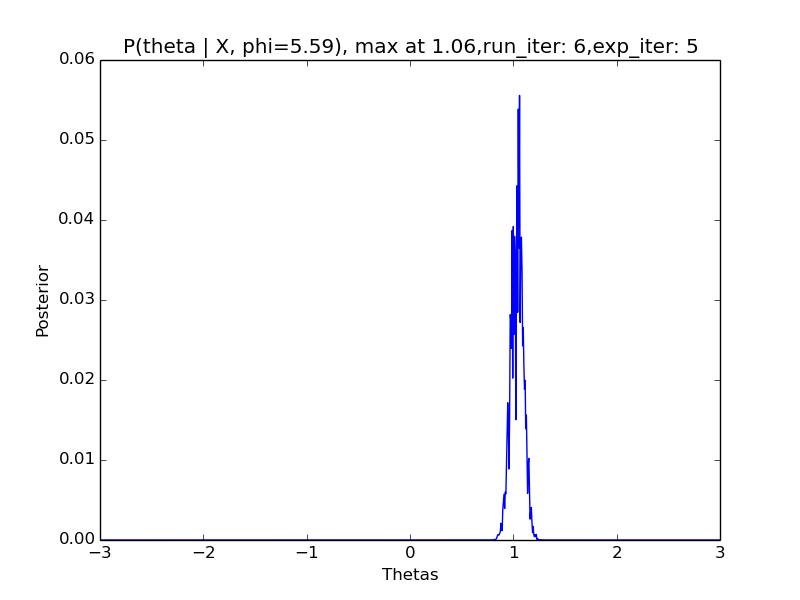 P(theta | X, phi=5.59), max at 1.06,run_iter: 6,exp_iter: 5
0.06
0.05
0.04
0.03
0.02
0.01
0.00
Posterior
−3 −2 −1 0 1 2 3
Thetas